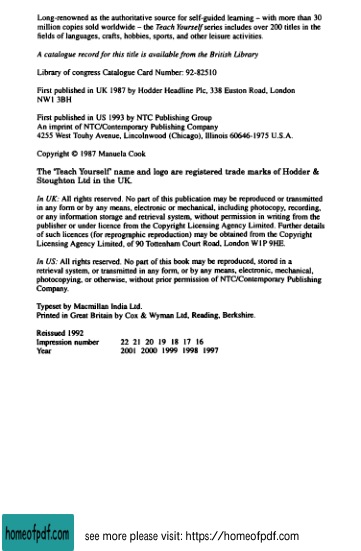 Long-renowned as the authoritative source for self-guided learning – with more than 30
million copies sold worldwide – the Teach Yourself series includes over 200 titles in the
fields of languages, crafts, hobbies, sports, and other leisure activities.
A catalogue record for this title is available from the British Library
Library of congress Catalogue Card Number: 92-82510
First published in UK 1987 by Hodder Headline Plc, 338 Euston Road, London
NW1 3BH
First published in US 1993 by NTC Publishing Group
An imprint of NTC/Contemporary Publishing Company
4255 West Touhy Avenue, Lincolnwood (Chicago), Illinois 60646-1975 U.S.A.
Copyright © 1987 Manuela Cook
The 'Teach Yourself' name and logo are registered trade marks of Hodder &
Stoughton Ltd in the UK.
In UK: All rights reserved. No part of this publication may be reproduced or transmitted
in any form or by any means, electronic or mechanical, including photocopy, recording,
or any information storage and retrieval system, without permission in writing from the
publisher or under licence from the Copyright Licensing Agency Limited. Further details
of such licences (for reprographic reproduction) may be obtained from the Copyright
Licensing Agency Limited, of 90 Tottenham Court Road, London W1P 9HE.
In US: All rights reserved. No part of this book may be reproduced, stored in a
retrieval system, or transmitted in any form, or by any means, electronic, mechanical,
photocopying, or otherwise, without prior permission of NTC/Contemporary Publishing
Company.
Typeset by Macmillan India Ltd.
Printed in Great Britain by Cox & Wyman Ltd, Reading, Berkshire.
Reissued 1992
Impression number 22 21 20 19 18 17 16
Year 2001 2000 1999 1998 1997
homeofpdf.com see more please visit: https://homeofpdf.com